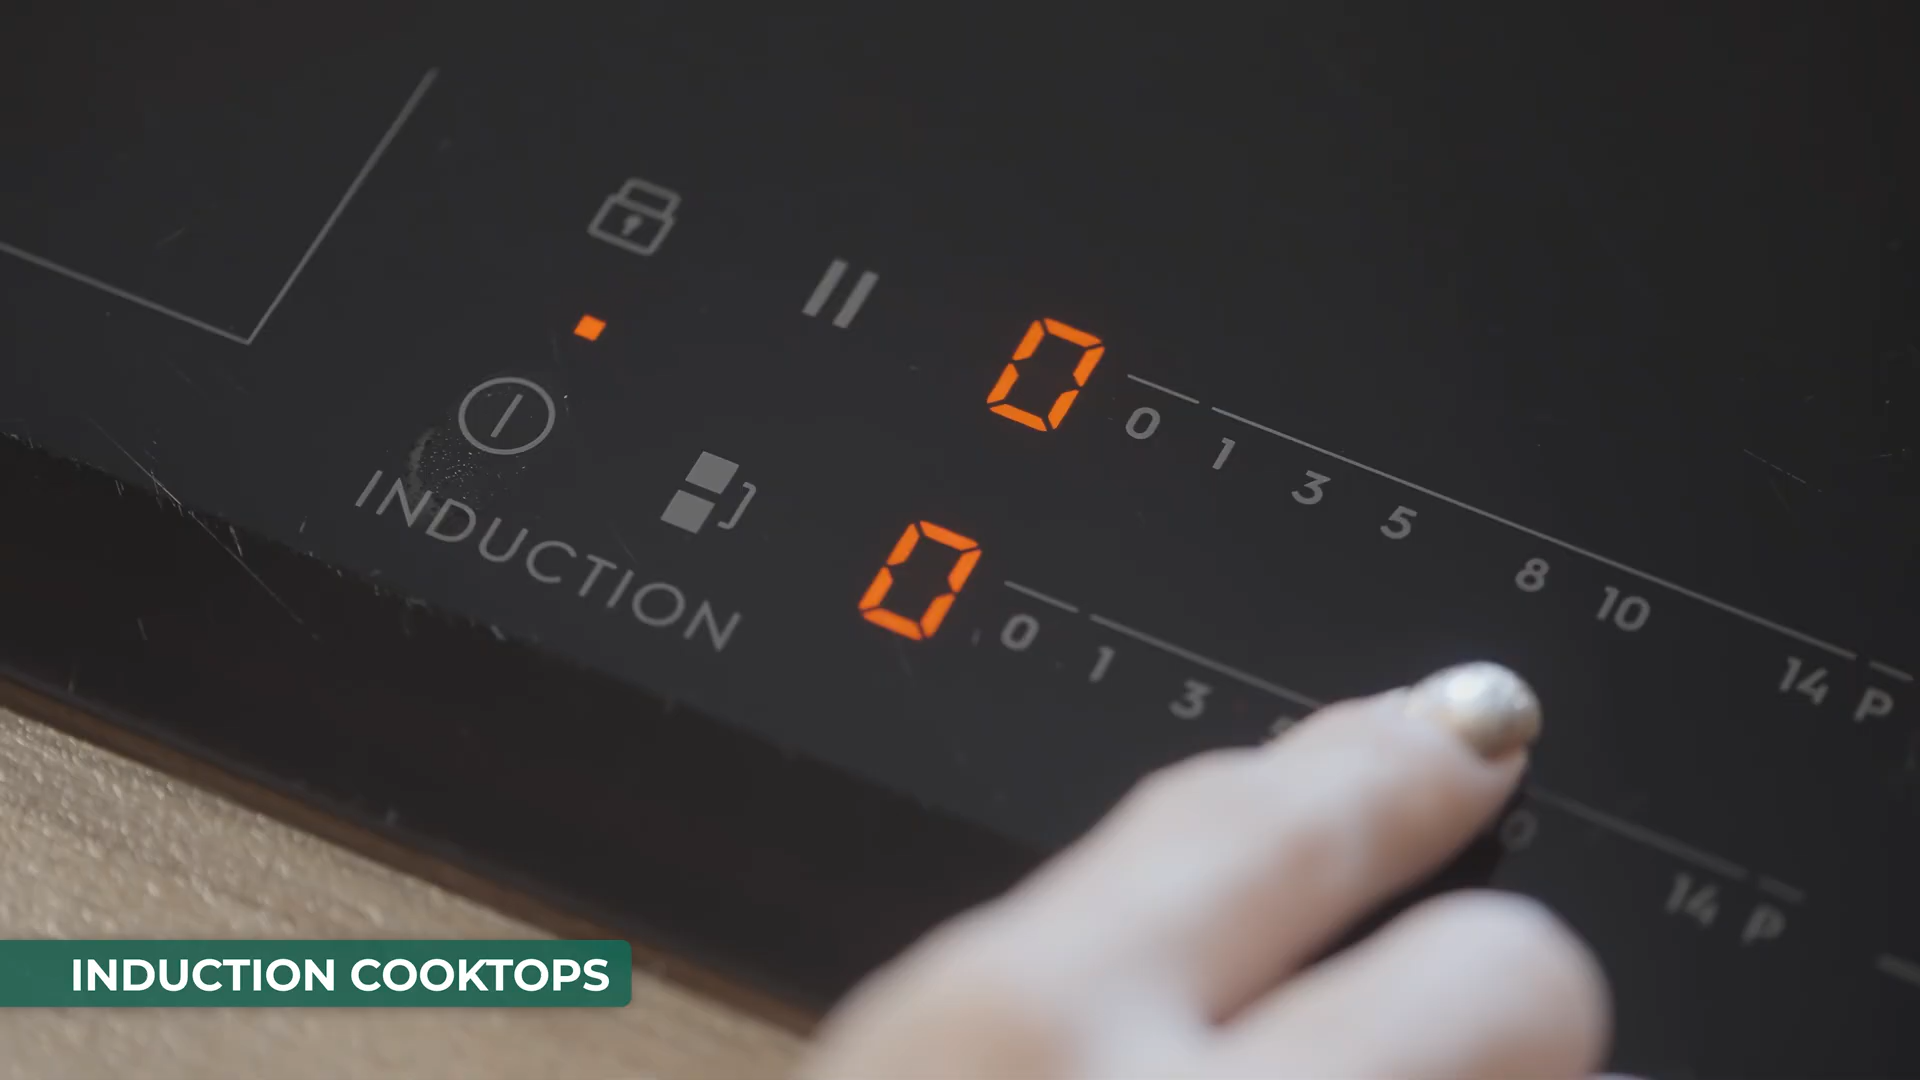 0
0 1 3 5 8 10 14 P
INDUCTION
0
0 1 3
14 P
INDUCTION COOKTOPS